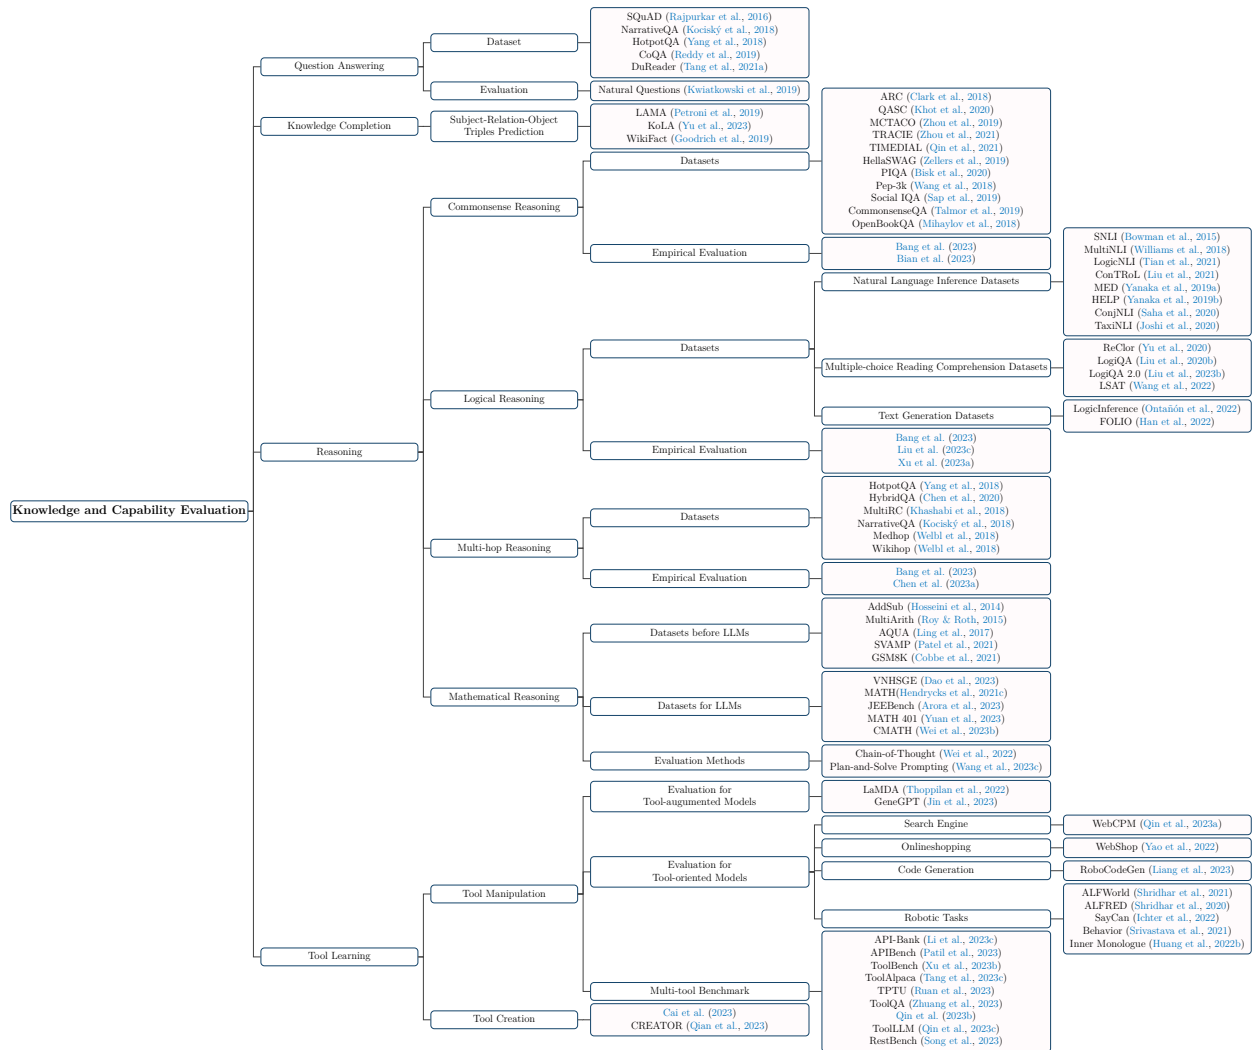 Knowledge and Capability Evaluation
Question Answering
Dataset
SQuAD (Rajpurkar et al., 2016)
NarrativeQA (Kociský et al., 2018)
HotpotQA (Yang et al., 2018)
CoQA (Reddy et al., 2019)
DuReader (Tang et al., 2021a)
Evaluation
Natural Questions (Kwiatkowski et al., 2019)
Knowledge Completion
Subject-Relation-Object
Triples Prediction
LAMA (Petroni et al., 2019)
KoLA (Yu et al., 2023)
WikiFact (Goodrich et al., 2019)
Reasoning
Commonsense Reasoning
Datasets
ARC (Clark et al., 2018)
QASC (Khot et al., 2020)
MCTACO (Zhou et al., 2019)
TRACIE (Zhou et al., 2021)
TIMEDIAL (Qin et al., 2021)
HellaSWAG (Zellers et al., 2019)
PIQA (Bisk et al., 2020)
Pep-3k (Wang et al., 2018)
Social IQA (Sap et al., 2019)
CommonsenseQA (Talmor et al., 2019)
OpenBookQA (Mihaylov et al., 2018)
Empirical Evaluation
Bang et al. (2023)
Bian et al. (2023)
Logical Reasoning
Datasets
Natural Language Inference Datasets
SNLI (Bowman et al., 2015)
MultiNLI (Williams et al., 2018)
LogicNLI (Tian et al., 2021)
ConTRoL (Liu et al., 2021)
MED (Yanaka et al., 2019a)
HELP (Yanaka et al., 2019b)
ConjNLI (Saha et al., 2020)
TaxiNLI (Joshi et al., 2020)
Multiple-choice Reading Comprehension Datasets
ReClor (Yu et al., 2020)
LogiQA (Liu et al., 2020b)
LogiQA 2.0 (Liu et al., 2023b)
LSAT (Wang et al., 2022)
Text Generation Datasets
LogicInference (Ontañón et al., 2022)
FOLIO (Han et al., 2022)
Empirical Evaluation
Bang et al. (2023)
Liu et al. (2023c)
Xu et al. (2023a)
Multi-hop Reasoning
Datasets
HotpotQA (Yang et al., 2018)
HybridQA (Chen et al., 2020)
MultiRC (Khashabi et al., 2018)
NarrativeQA (Kociský et al., 2018)
Medhop (Welbl et al., 2018)
Wikihop (Welbl et al., 2018)
Empirical Evaluation
Bang et al. (2023)
Chen et al. (2023a)
Mathematical Reasoning
Datasets before LLMs
AddSub (Hosseini et al., 2014)
MultiArith (Roy & Roth, 2015)
AQUA (Ling et al., 2017)
SVAMP (Patel et al., 2021)
GSM8K (Cobbe et al., 2021)
Datasets for LLMs
VNHSGE (Dao et al., 2023)
MATH(Hendrycks et al., 2021c)
JEEBench (Arora et al., 2023)
MATH 401 (Yuan et al., 2023)
CMATH (Wei et al., 2023b)
Evaluation Methods
Chain-of-Thought (Wei et al., 2022)
Plan-and-Solve Prompting (Wang et al., 2023c)
Tool Learning
Tool Manipulation
Evaluation for
Tool-augumented Models
LaMDA (Thoppilan et al., 2022)
GeneGPT (Jin et al., 2023)
Evaluation for
Tool-oriented Models
Search Engine
WebCPM (Qin et al., 2023a)
Onlineshopping
WebShop (Yao et al., 2022)
Code Generation
RoboCodeGen (Liang et al., 2023)
Robotic Tasks
ALFWorld (Shridhar et al., 2021)
ALFRED (Shridhar et al., 2020)
SayCan (Ichter et al., 2022)
Behavior (Srivastava et al., 2021)
Inner Monologue (Huang et al., 2022b)
Multi-tool Benchmark
API-Bank (Li et al., 2023c)
APIBench (Patil et al., 2023)
ToolBench (Xu et al., 2023b)
ToolAlpaca (Tang et al., 2023c)
TPTU (Ruan et al., 2023)
ToolQA (Zhuang et al., 2023)
Qin et al. (2023b)
ToolLLM (Qin et al., 2023c)
RestBench (Song et al., 2023)
Tool Creation
Cai et al. (2023)
CREATOR (Qian et al., 2023)